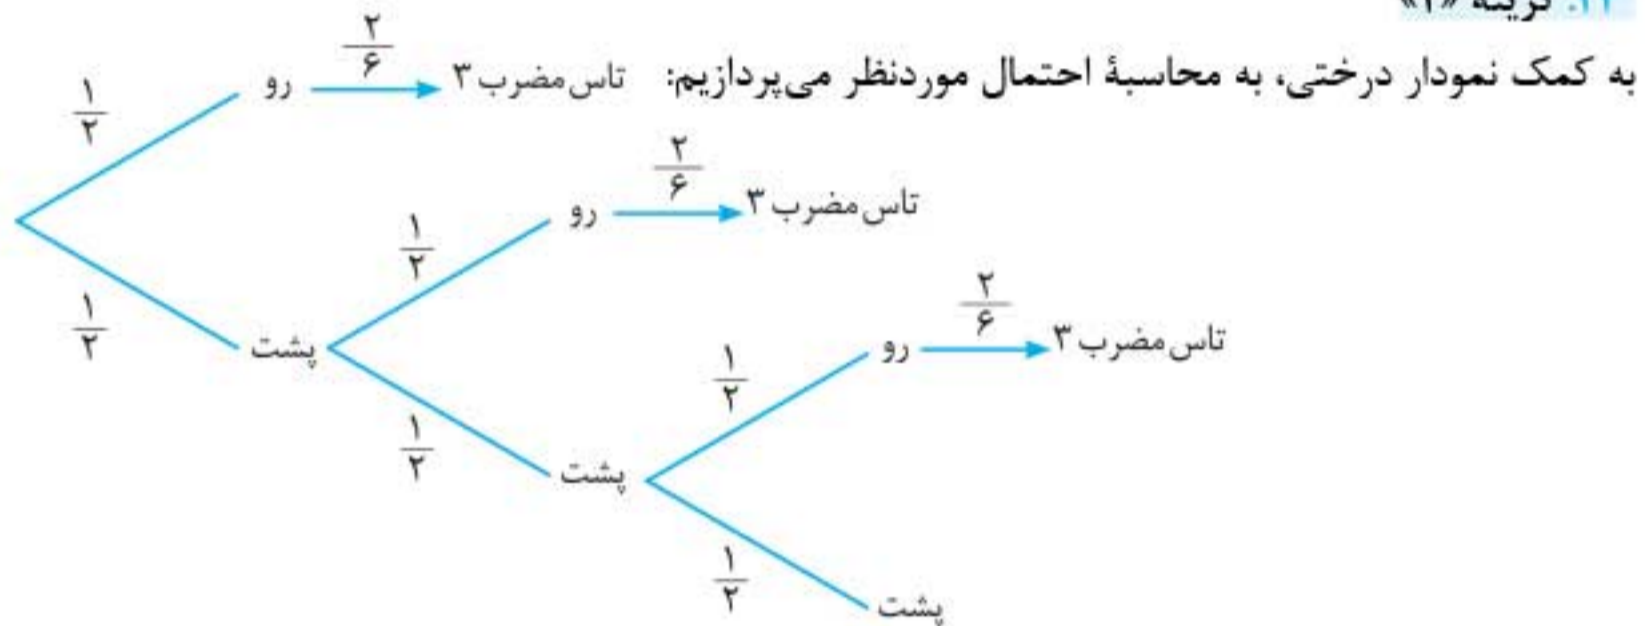 ۲
به کمک نمودار درختی، به محاسبهٔ احتمال موردنظر می‌پردازیم:
۱/۲ رو ۲/۶ تاس مضرب ۳
۱/۲ پشت
۱/۲ رو ۲/۶ تاس مضرب ۳
۱/۲ پشت
۱/۲ رو ۲/۶ تاس مضرب ۳
۱/۲ پشت